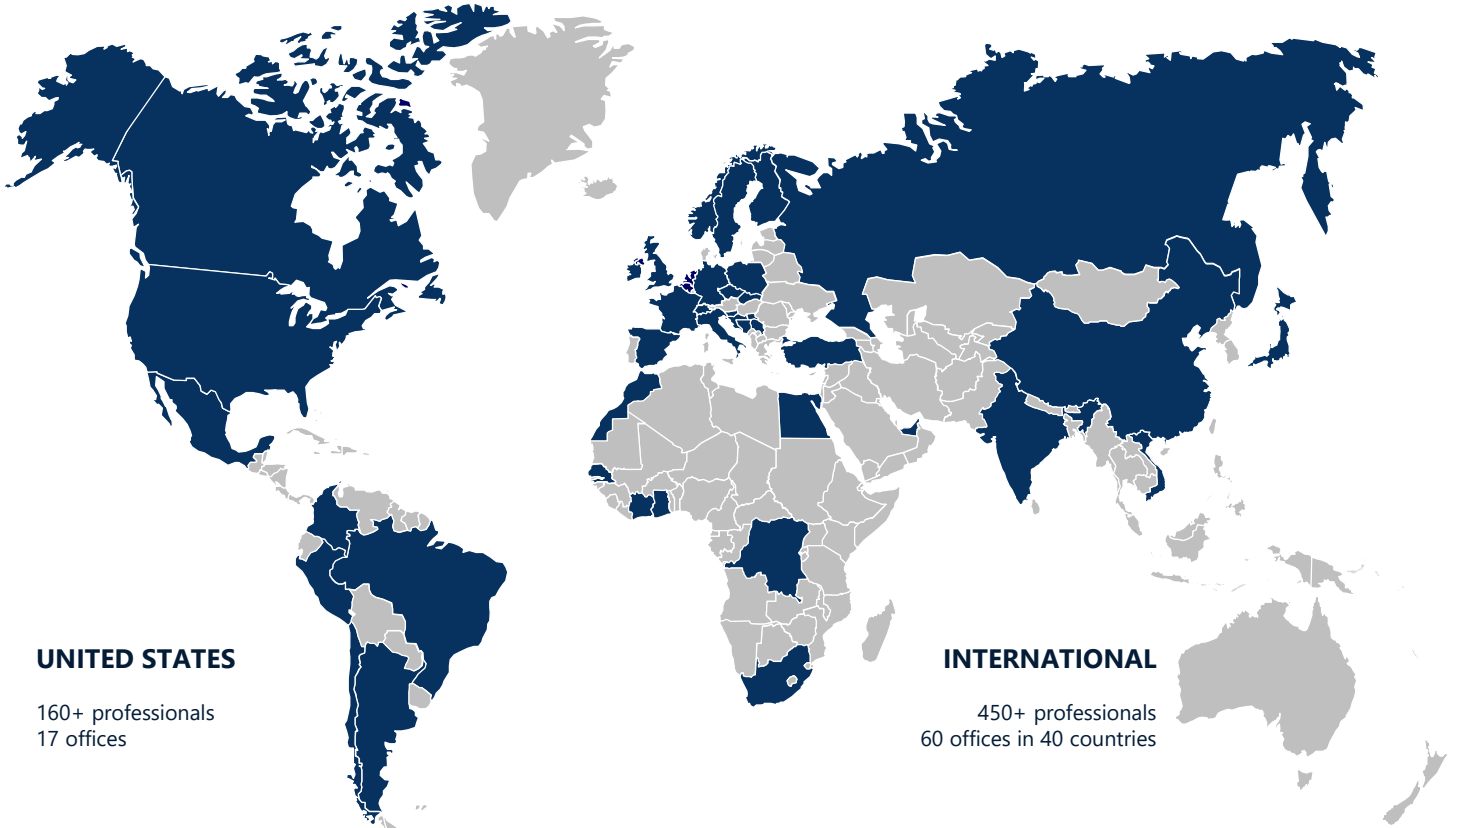 UNITED STATES
160+ professionals
17 offices
INTERNATIONAL
450+ professionals
60 offices in 40 countries